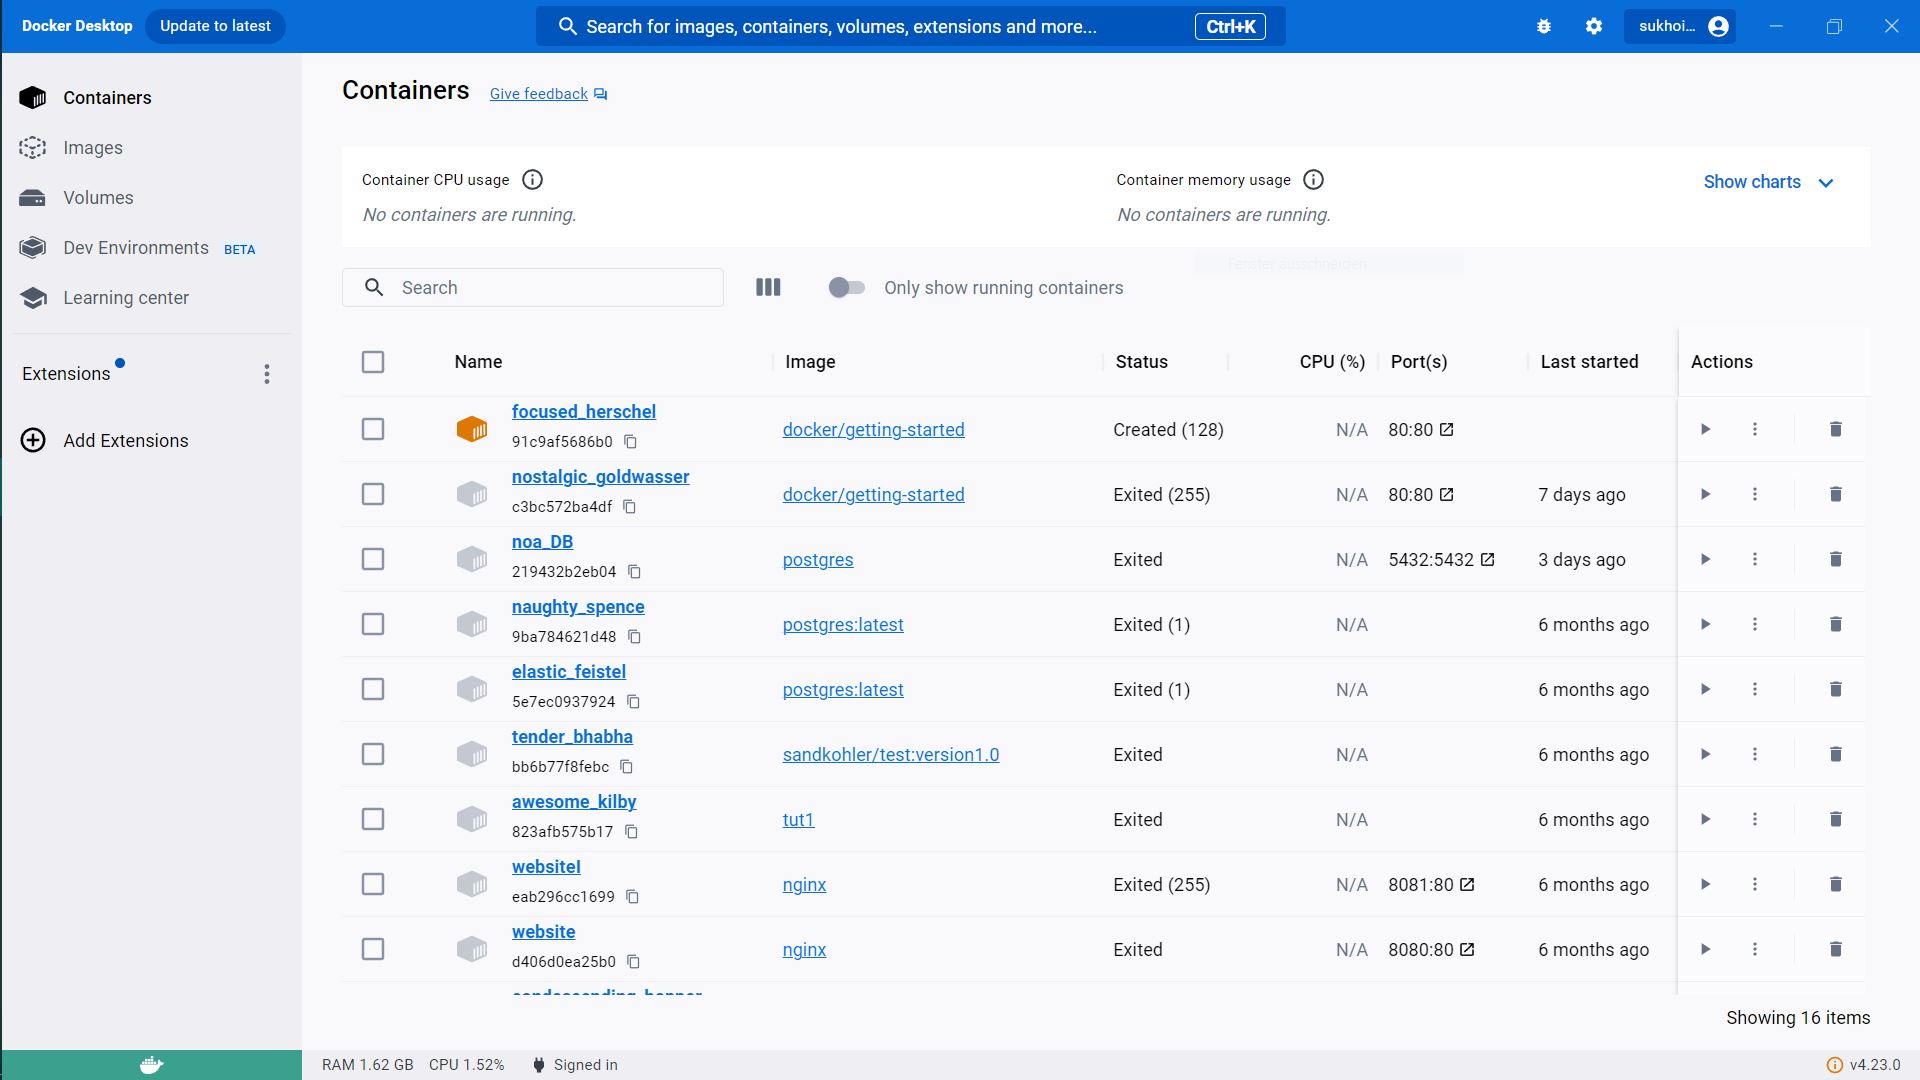 Docker Desktop Update to latest Search for images, containers, volumes, extensions and more... Ctrl+K sukhoi...
Containers
Images
Volumes
Dev Environments BETA
Learning center
Extensions
Add Extensions
Containers Give feedback
Container CPU usage Container memory usage Show charts
No containers are running. No containers are running.
Fenster ausschneiden
Search Only show running containers
Name Image Status CPU (%) Port(s) Last started Actions
focused_herschel
91c9af5686b0 docker/getting-started Created (128) N/A 80:80
nostalgic_goldwasser
c3bc572ba4df docker/getting-started Exited (255) N/A 80:80 7 days ago
noa_DB
219432b2eb04 postgres Exited N/A 5432:5432 3 days ago
naughty_spence
9ba784621d48 postgres:latest Exited (1) N/A 6 months ago
elastic_feistel
5e7ec0937924 postgres:latest Exited (1) N/A 6 months ago
tender_bhabha
bb6b77f8febc sandkohler/test:version1.0 Exited N/A 6 months ago
awesome_kilby
823afb575b17 tut1 Exited N/A 6 months ago
websiteI
eab296cc1699 nginx Exited (255) N/A 8081:80 6 months ago
website
d406d0ea25b0 nginx Exited N/A 8080:80 6 months ago
Showing 16 items
RAM 1.62 GB CPU 1.52% Signed in v4.23.0